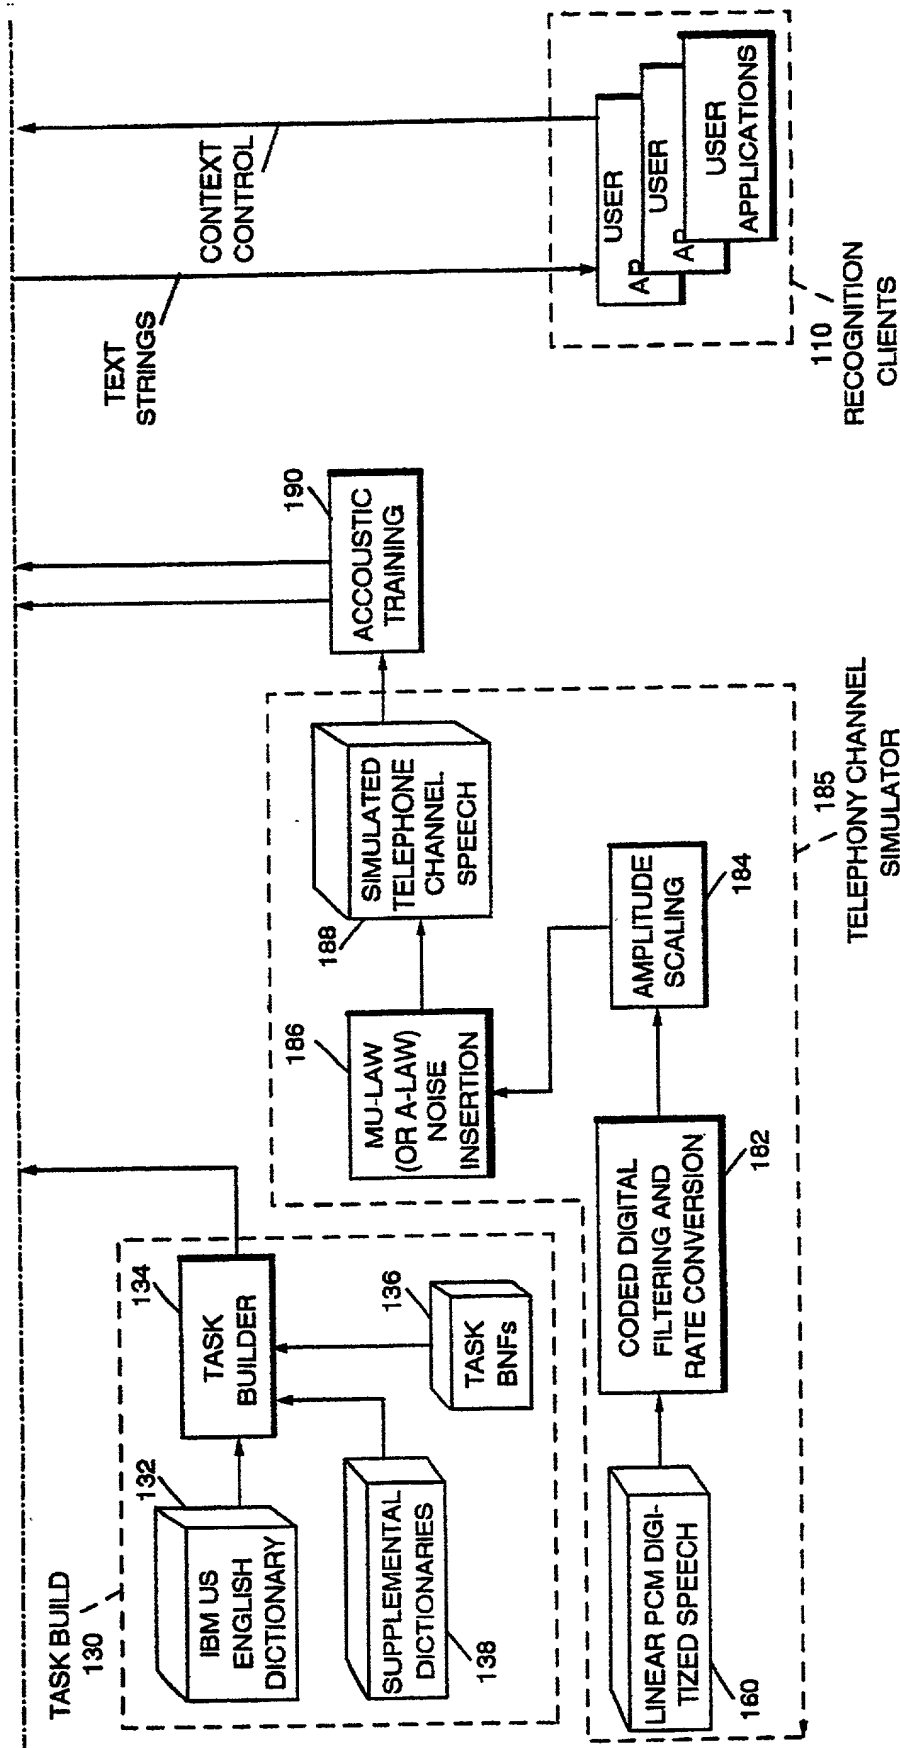 TASK BUILD
130
IBM US
ENGLISH
DICTIONARY
132
TASK
BUILDER
134
SUPPLEMENTAL
DICTIONARIES
138
TASK
BNFs
136
LINEAR PCM DIGI-
TIZED SPEECH
160
CODED DIGITAL
FILTERING AND
RATE CONVERSION
182
AMPLITUDE
SCALING
184
MU-LAW
(OR A-LAW)
NOISE
INSERTION
186
SIMULATED
TELEPHONE
CHANNEL
SPEECH
188
185
TELEPHONY CHANNEL
SIMULATOR
ACCOUSTIC
TRAINING
190
TEXT
STRINGS
CONTEXT
CONTROL
USER
AP
USER
AP
USER
APPLICATIONS
110
RECOGNITION
CLIENTS